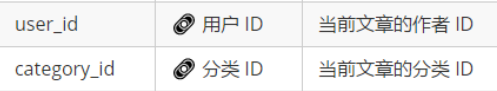 user_id 用户 ID 当前文章的作者 ID
category_id 分类 ID 当前文章的分类 ID